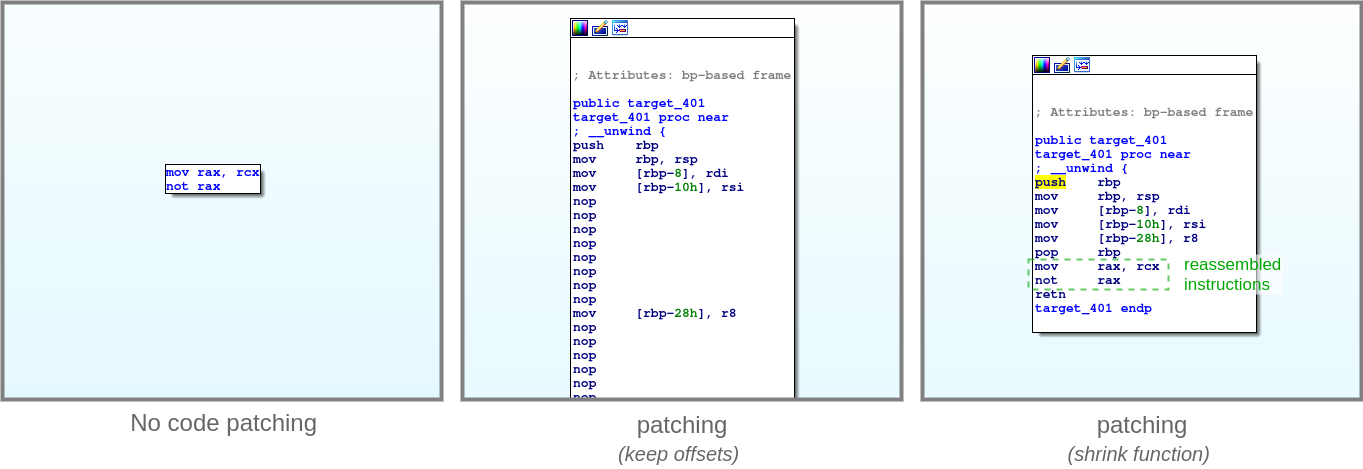 mov rax, rcx
not rax
No code patching
; Attributes: bp-based frame
public target_401
target_401 proc near
; __unwind {
push rbp
mov rbp, rsp
mov [rbp-8], rdi
mov [rbp-10h], rsi
nop
nop
nop
nop
nop
nop
nop
nop
mov [rbp-28h], r8
nop
nop
nop
nop
nop
nop
patching
(keep offsets)
; Attributes: bp-based frame
public target_401
target_401 proc near
; __unwind {
push rbp
mov rbp, rsp
mov [rbp-8], rdi
mov [rbp-10h], rsi
mov [rbp-28h], r8
pop rbp
mov rax, rcx
not rax
retn
target_401 endp
reassembled
instructions
patching
(shrink function)